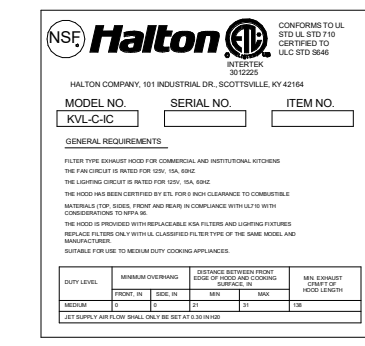 NSF
Halton
ETL
INTERTEK
3012225
CONFORMS TO UL
STD UL STD 710
CERTIFIED TO
ULC STD S646
HALTON COMPANY, 101 INDUSTRIAL DR., SCOTTSVILLE, KY 42164
MODEL NO. SERIAL NO. ITEM NO.
KVL-C-IC
GENERAL REQUIREMENTS
FILTER TYPE EXHAUST HOOD FOR COMMERCIAL AND INSTITUTIONAL KITCHENS
THE FAN CIRCUIT IS RATED FOR 125V, 15A, 60HZ.
THE LIGHTING CIRCUIT IS RATED FOR 125V, 15A, 60HZ.
THE HOOD HAS BEEN CERTIFIED BY ETL FOR 0 INCH CLEARANCE TO COMBUSTIBLE
MATERIALS (TOP, SIDES, FRONT AND REAR) IN COMPLIANCE WITH UL710 WITH
CONSIDERATIONS TO NFPA 96.
THE HOOD IS PROVIDED WITH REPLACEABLE KSA FILTERS AND LIGHTING FIXTURES
REPLACE FILTERS ONLY WITH UL CLASSIFIED FILTER TYPE OF THE SAME MODEL AND
MANUFACTURER.
SUITABLE FOR USE TO MEDIUM DUTY COOKING APPLIANCES.
DUTY LEVEL MINIMUM OVERHANG DISTANCE BETWEEN FRONT EDGE OF HOOD AND COOKING SURFACE, IN MIN. EXHAUST CFM/FT OF HOOD LENGTH
FRONT, IN SIDE, IN MIN MAX
MEDIUM 0 0 21 31 138
JET SUPPLY AIR FLOW SHALL ONLY BE SET AT 0.30 IN H20